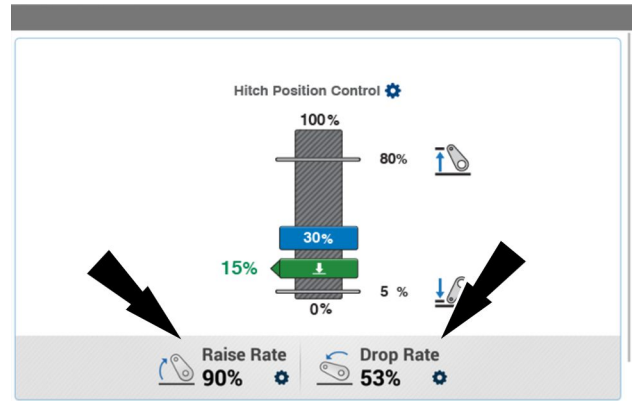 Hitch Position Control
100%
80%
30%
15%
5 %
0%
Raise Rate
90%
Drop Rate
53%